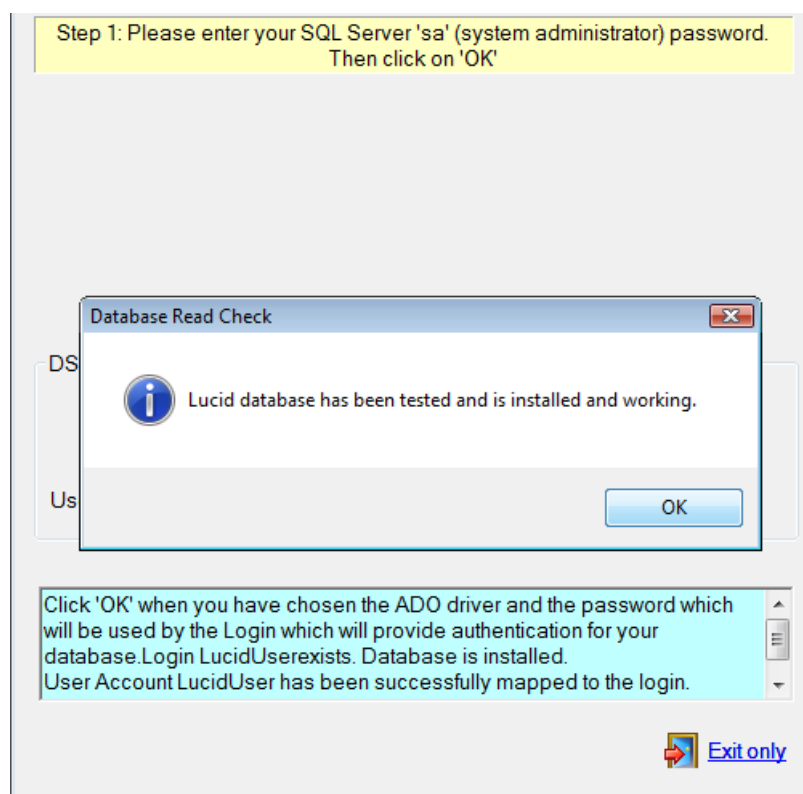 Step 1: Please enter your SQL Server 'sa' (system administrator) password.
Then click on 'OK'
Database Read Check
DS
Lucid database has been tested and is installed and working.
Us
OK
Click 'OK' when you have chosen the ADO driver and the password which
will be used by the Login which will provide authentication for your
database.Login LucidUserexists. Database is installed.
User Account LucidUser has been successfully mapped to the login.
Exit only